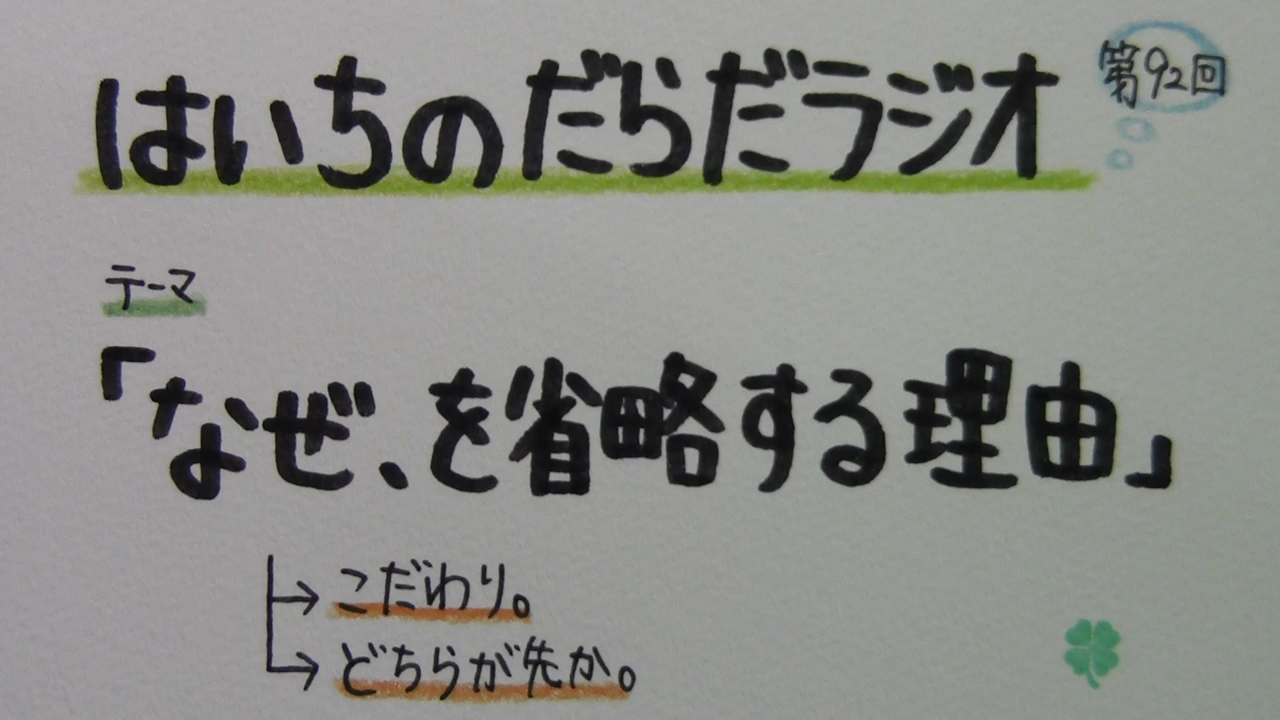 はいちのだらだラジオ
第92回
テーマ
「なぜ、を省略する理由」
こだわり。
どちらが先か。